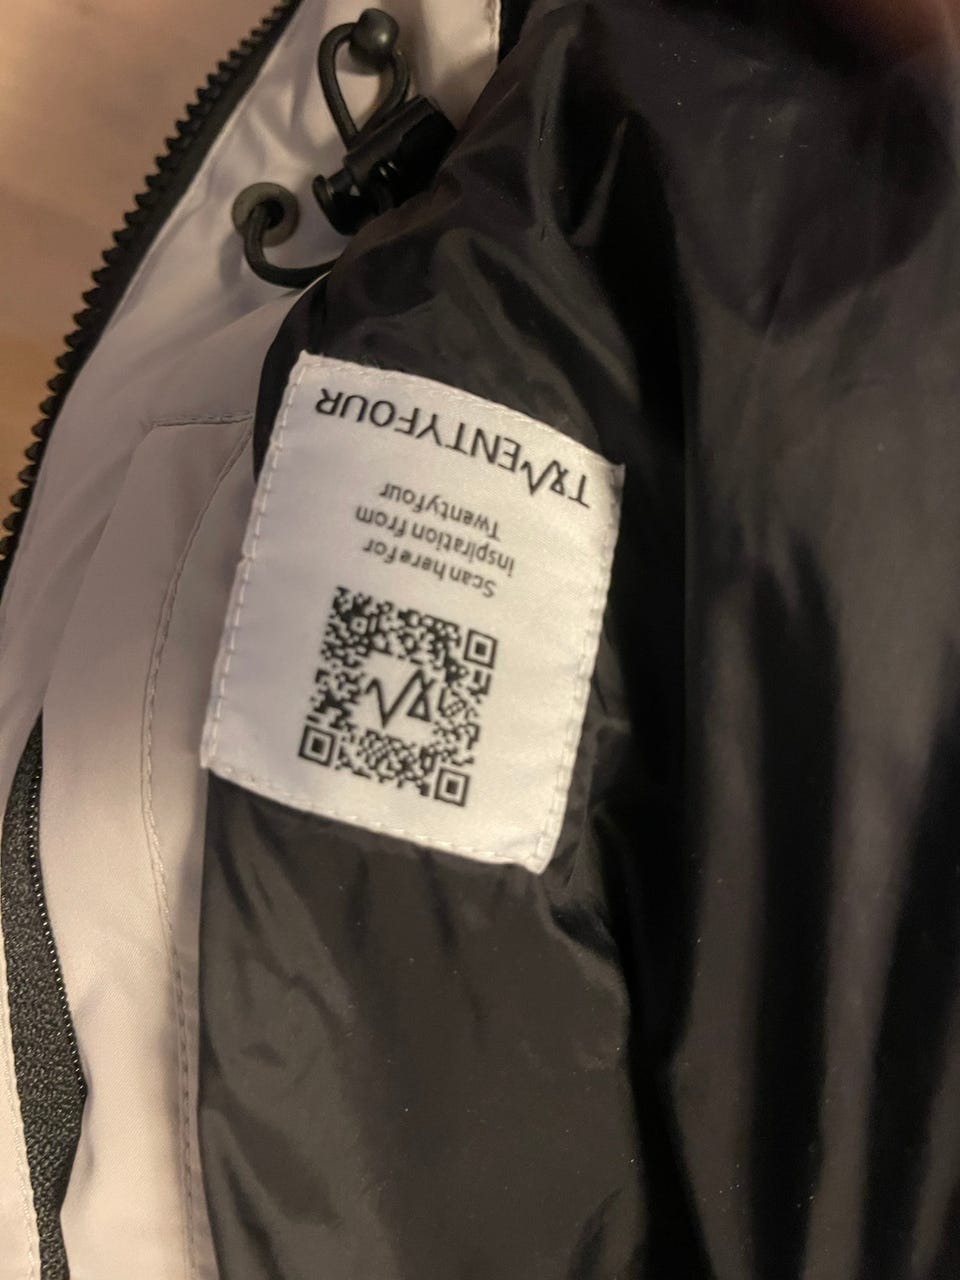 TWENTYFOUR
Scan here for
inspiration from
Twentyfour